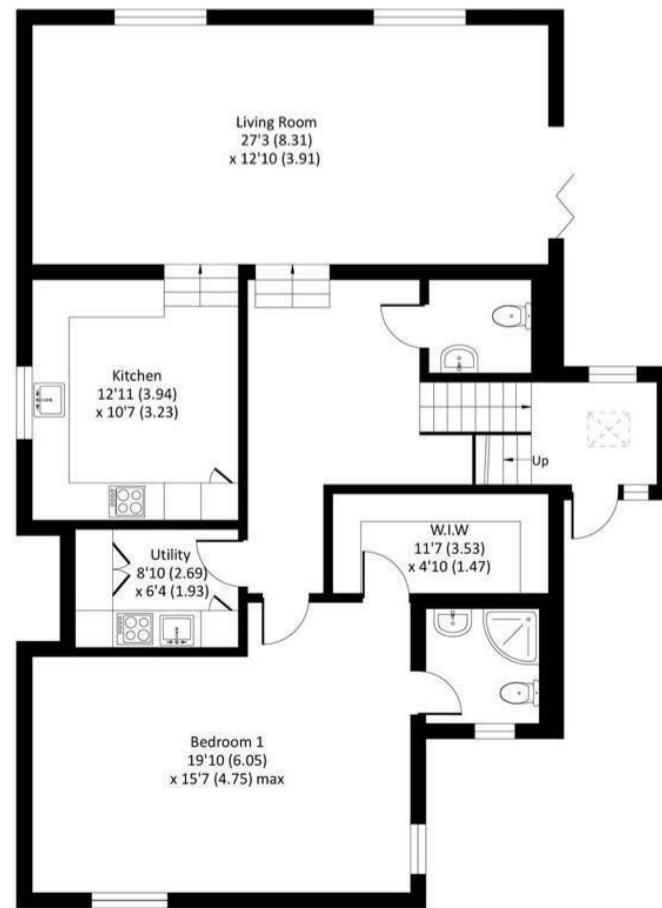 Living Room
27'3 (8.31)
x 12'10 (3.91)
Kitchen
12'11 (3.94)
x 10'7 (3.23)
Up
W.I.W
11'7 (3.53)
x 4'10 (1.47)
Utility
8'10 (2.69)
x 6'4 (1.93)
Bedroom 1
19'10 (6.05)
x 15'7 (4.75) max